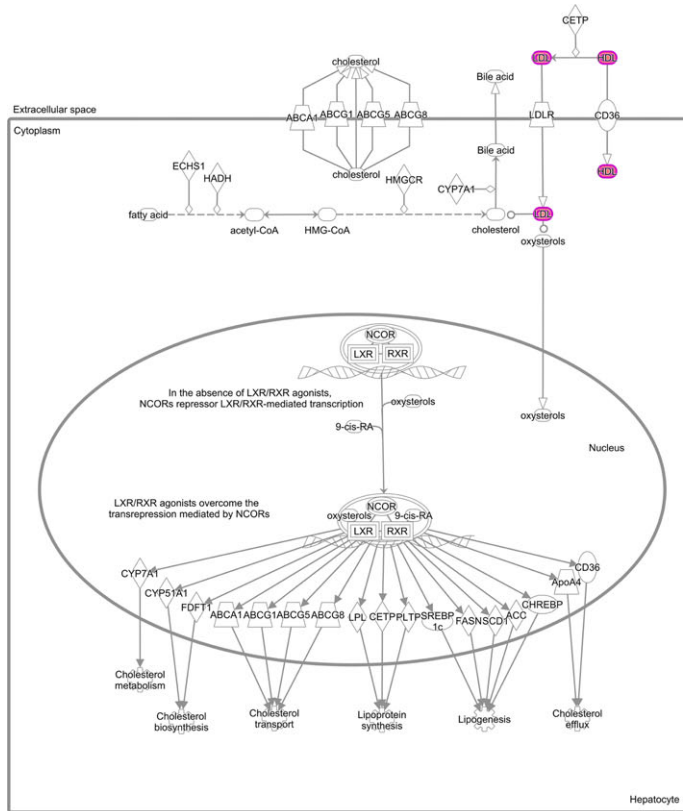 CETP
LDL
HDL
cholesterol
Bile acid
Extracellular space
Cytoplasm
ABCA1
ABCG1
ABCG5
ABCG8
LDLR
CD36
Bile acid
HDL
ECHS1
HADH
cholesterol
HMGCR
CYP7A1
fatty acid
acetyl-CoA
HMG-CoA
cholesterol
LDL
oxysterols
NCOR
LXR
RXR
In the absence of LXR/RXR agonists,
NCORs repressor LXR/RXR-mediated transcription
oxysterols
9-cis-RA
oxysterols
Nucleus
LXR/RXR agonists overcome the
transrepression mediated by NCORs
NCOR
oxysterols
9-cis-RA
LXR
RXR
CYP7A1
CYP51A1
FDFT1
ABCA1
ABCG1
ABCG5
ABCG8
LPL
CETP
PLTP
SREBP
1c
FASN
SCD1
ACC
CHREBP
ApoA4
CD36
Cholesterol
metabolism
Cholesterol
biosynthesis
Cholesterol
transport
Lipoprotein
synthesis
Lipogenesis
Cholesterol
efflux
Hepatocyte